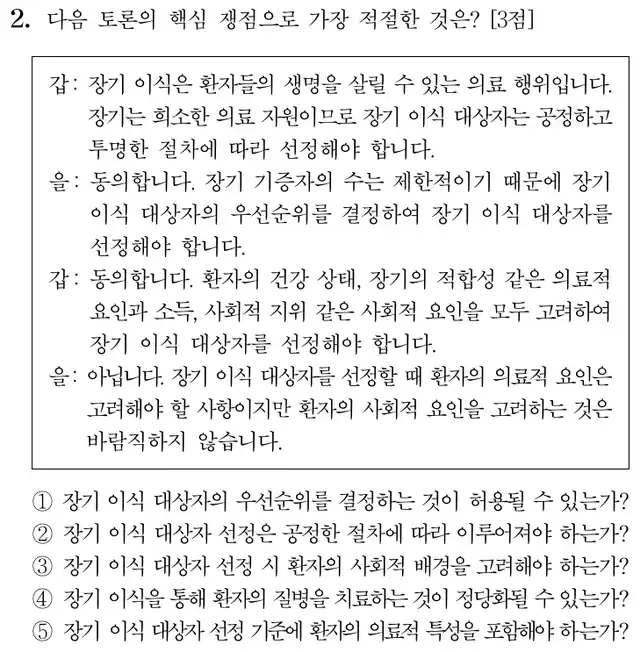 2. 다음 토론의 핵심 쟁점으로 가장 적절한 것은? [3점]
갑: 장기 이식은 환자들의 생명을 살릴 수 있는 의료 행위입니다.
장기는 희소한 의료 자원이므로 장기 이식 대상자는 공정하고
투명한 절차에 따라 선정해야 합니다.
을: 동의합니다. 장기 기증자의 수는 제한적이기 때문에 장기
이식 대상자의 우선순위를 결정하여 장기 이식 대상자를
선정해야 합니다.
갑: 동의합니다. 환자의 건강 상태, 장기의 적합성 같은 의료적
요인과 소득, 사회적 지위 같은 사회적 요인을 모두 고려하여
장기 이식 대상자를 선정해야 합니다.
을: 아닙니다. 장기 이식 대상자를 선정할 때 환자의 의료적 요인은
고려해야 할 사항이지만 환자의 사회적 요인을 고려하는 것은
바람직하지 않습니다.
① 장기 이식 대상자의 우선순위를 결정하는 것이 허용될 수 있는가?
② 장기 이식 대상자 선정은 공정한 절차에 따라 이루어져야 하는가?
③ 장기 이식 대상자 선정 시 환자의 사회적 배경을 고려해야 하는가?
④ 장기 이식을 통해 환자의 질병을 치료하는 것이 정당화될 수 있는가?
⑤ 장기 이식 대상자 선정 기준에 환자의 의료적 특성을 포함해야 하는가?